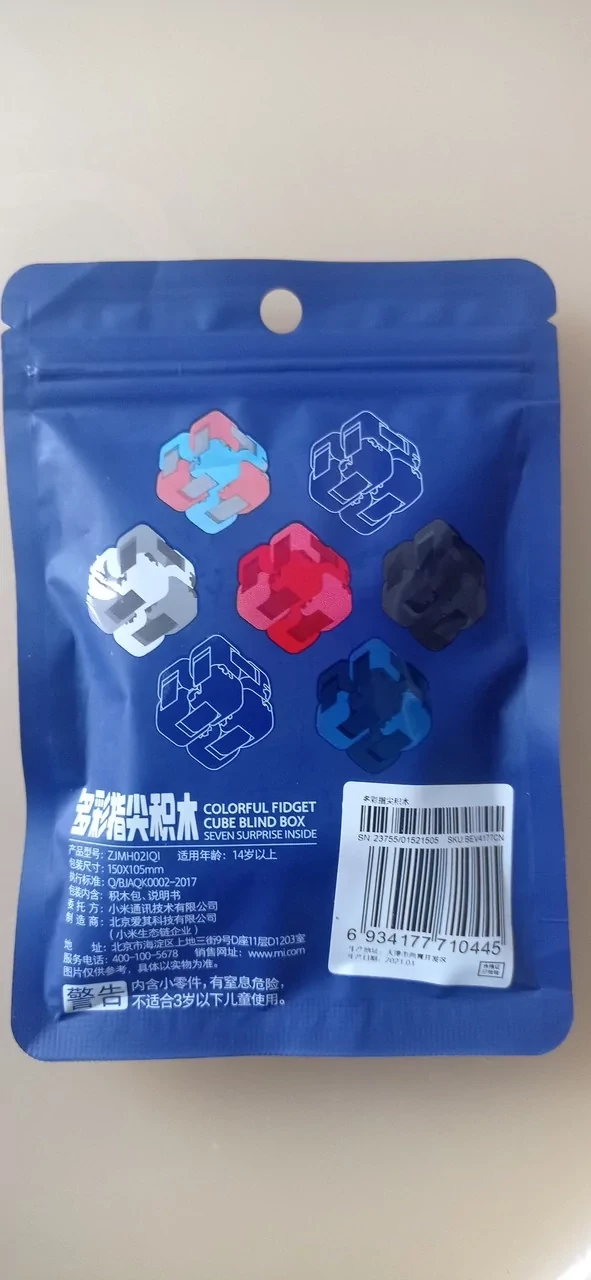 多彩指尖积木
COLORFUL FIDGET
CUBE BLIND BOX
SEVEN SURPRISE INSIDE
产品型号：ZJMH02IQI 适用年龄：14岁以上
包装尺寸：150X105mm
执行标准：Q/BJAQK0002-2017
包装内含：积木包、说明书
委 托 方：小米通讯技术有限公司
制 造 商：北京爱其科技有限公司
（小米生态链企业）
地 址：北京市海淀区上地三街9号D座11层D1203室
服务电话：400-100-5678 销售网址：www.mi.com
图片仅供参考，具体以实物为准。
警告
内含小零件，有窒息危险，
不适合3岁以下儿童使用。
多彩指尖积木
SN:23755/01521505 SKU:BEV4177CN
6 934177 710445
生产日期：2021.01